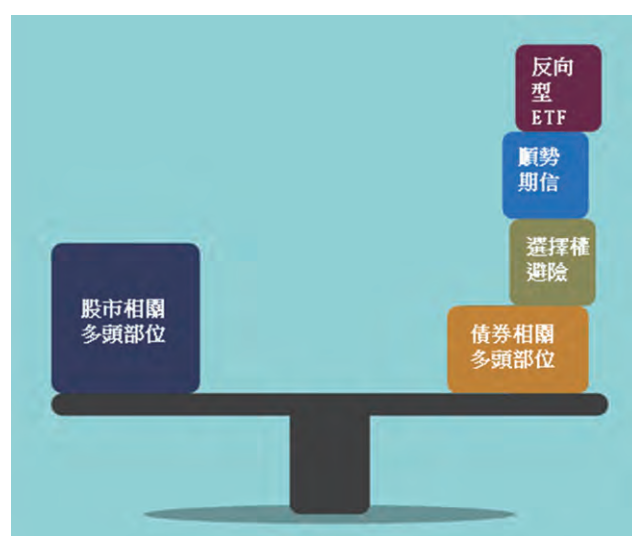 反向
型
ETF
順勢
期信
選擇權
避險
股市相關
多頭部位
債券相關
多頭部位